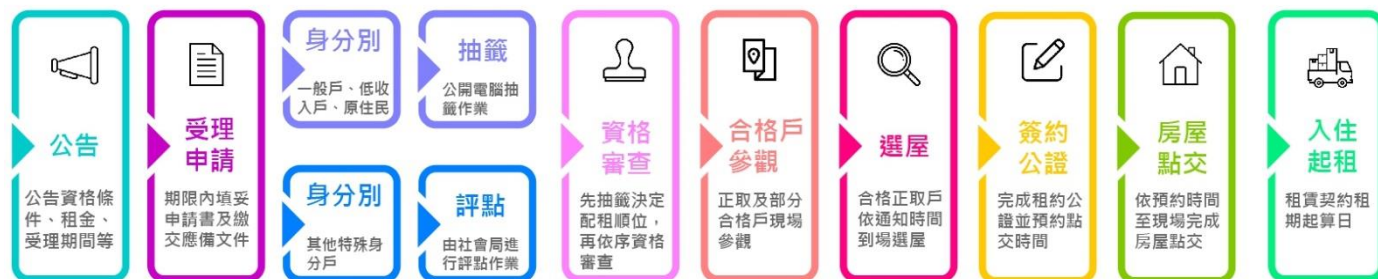 公告
公告資格條
件、租金、
受理期間等
受理
申請
期限內填妥
申請書及繳
交應備文件
身分別
一般戶、低收
入戶、原住民
抽籤
公開電腦抽
籤作業
身分別
其他特殊身
分戶
評點
由社會局進
行評點作業
資格
審查
先抽籤決定
配租順位，
再依序資格
審查
合格戶
參觀
正取及部分
合格戶現場
參觀
選屋
合格正取戶
依通知時間
到場選屋
簽約
公證
完成租約公
證並預約點
交時間
房屋
點交
依預約時間
至現場完成
房屋點交
入住
起租
租賃契約租
期起算日